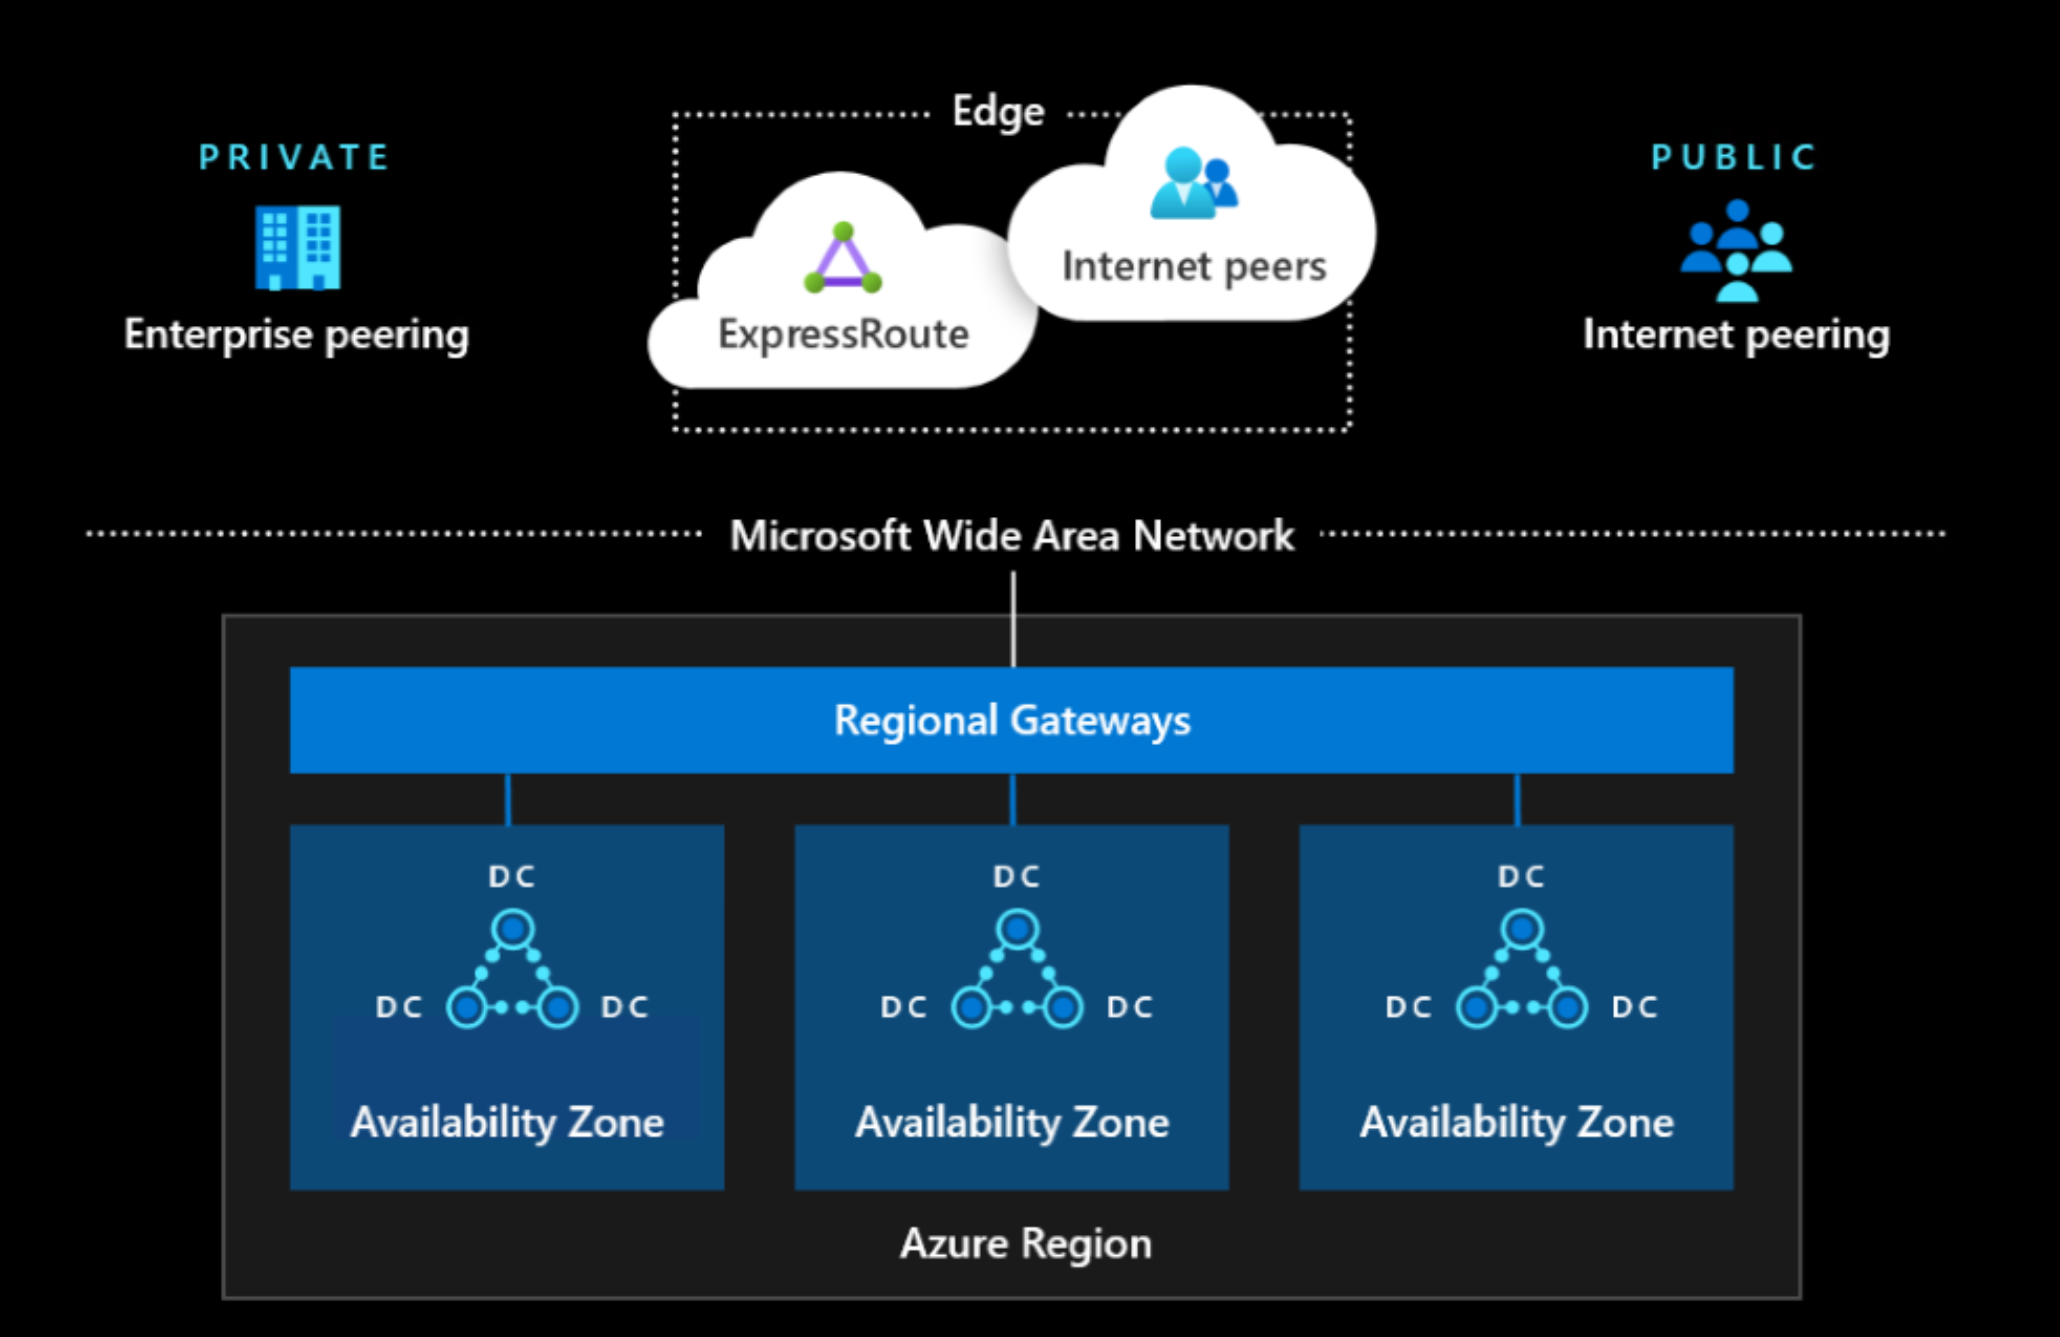 Edge
PRIVATE
PUBLIC
Internet peers
ExpressRoute
Enterprise peering
Internet peering
Microsoft Wide Area Network
Regional Gateways
DC
DC
DC
DC DC
DC DC
DC DC
Availability Zone
Availability Zone
Availability Zone
Azure Region